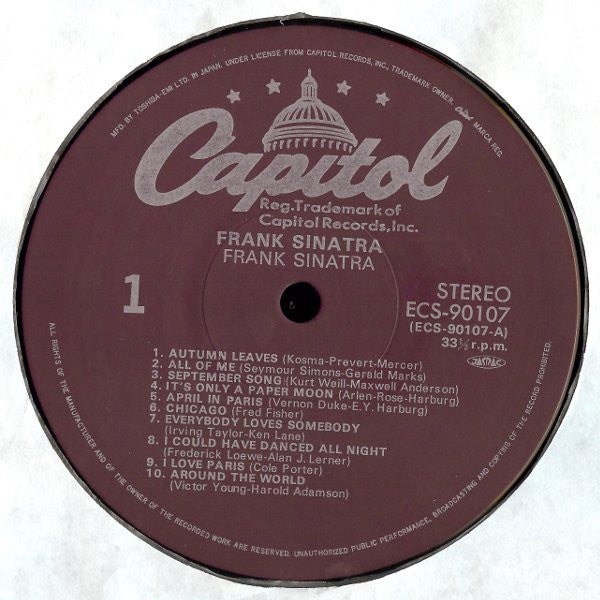 MFD. BY TOSHIBA-EMI LTD. IN JAPAN. UNDER LICENSE FROM CAPITOL RECORDS, INC., TRADEMARK OWNER. Capitol MARCA REG.
Capitol
Reg.Trademark of
Capitol Records,Inc.
FRANK SINATRA
FRANK SINATRA
1
STEREO
ECS-90107
(ECS-90107-A)
33⅓ r.p.m.
JASRAC
1. AUTUMN LEAVES (Kosma-Prevert-Mercer)
2. ALL OF ME (Seymour Simons-Gerald Marks)
3. SEPTEMBER SONG (Kurt Weill-Maxwell Anderson)
4. IT'S ONLY A PAPER MOON (Arlen-Rose-Harburg)
5. APRIL IN PARIS (Vernon Duke-E.Y. Harburg)
6. CHICAGO (Fred Fisher)
7. EVERYBODY LOVES SOMEBODY
(Irving Taylor-Ken Lane)
8. I COULD HAVE DANCED ALL NIGHT
(Frederick Loewe-Alan J. Lerner)
9. I LOVE PARIS (Cole Porter)
10. AROUND THE WORLD
(Victor Young-Harold Adamson)
ALL RIGHTS OF THE MANUFACTURER AND OF THE OWNER OF THE RECORDED WORK ARE RESERVED. UNAUTHORIZED PUBLIC PERFORMANCE, BROADCASTING AND COPYING OF THE RECORD PROHIBITED.